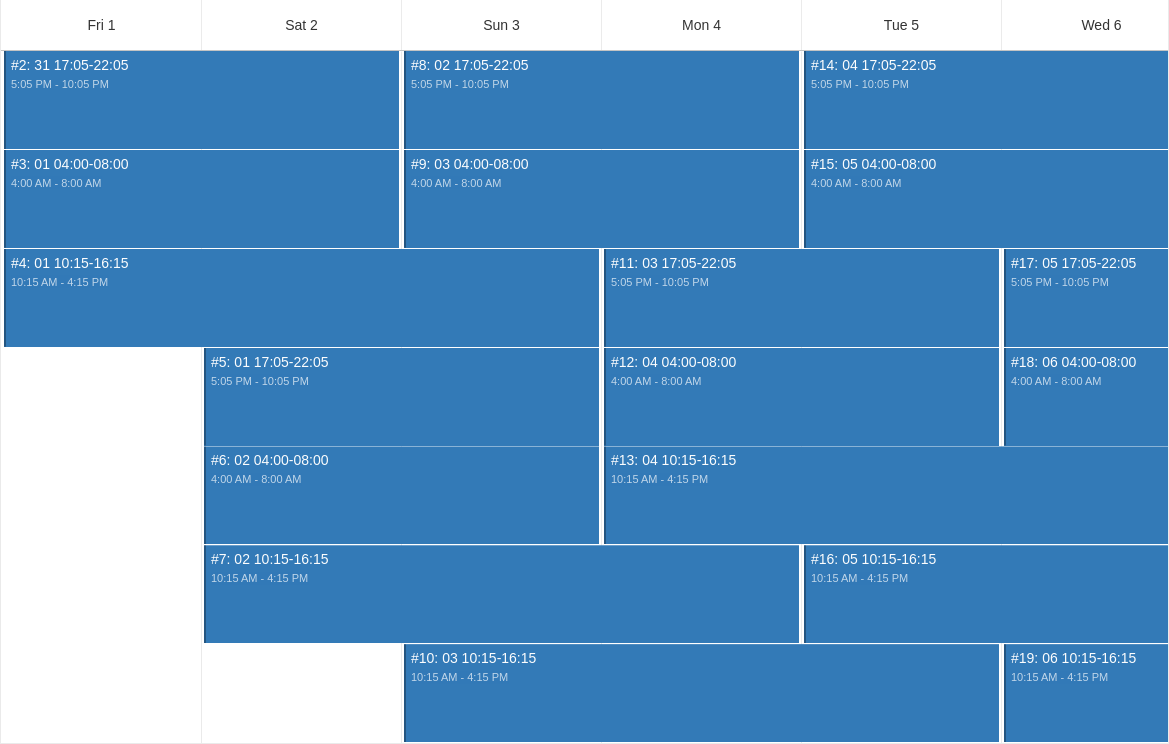 Fri 1
Sat 2
Sun 3
Mon 4
Tue 5
Wed 6
#2: 31 17:05-22:05
5:05 PM - 10:05 PM
#8: 02 17:05-22:05
5:05 PM - 10:05 PM
#14: 04 17:05-22:05
5:05 PM - 10:05 PM
#3: 01 04:00-08:00
4:00 AM - 8:00 AM
#9: 03 04:00-08:00
4:00 AM - 8:00 AM
#15: 05 04:00-08:00
4:00 AM - 8:00 AM
#4: 01 10:15-16:15
10:15 AM - 4:15 PM
#11: 03 17:05-22:05
5:05 PM - 10:05 PM
#17: 05 17:05-22:05
5:05 PM - 10:05 PM
#5: 01 17:05-22:05
5:05 PM - 10:05 PM
#12: 04 04:00-08:00
4:00 AM - 8:00 AM
#18: 06 04:00-08:00
4:00 AM - 8:00 AM
#6: 02 04:00-08:00
4:00 AM - 8:00 AM
#13: 04 10:15-16:15
10:15 AM - 4:15 PM
#7: 02 10:15-16:15
10:15 AM - 4:15 PM
#16: 05 10:15-16:15
10:15 AM - 4:15 PM
#10: 03 10:15-16:15
10:15 AM - 4:15 PM
#19: 06 10:15-16:15
10:15 AM - 4:15 PM